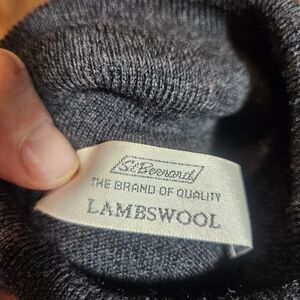 St Bernard
THE BRAND OF QUALITY
LAMBSWOOL